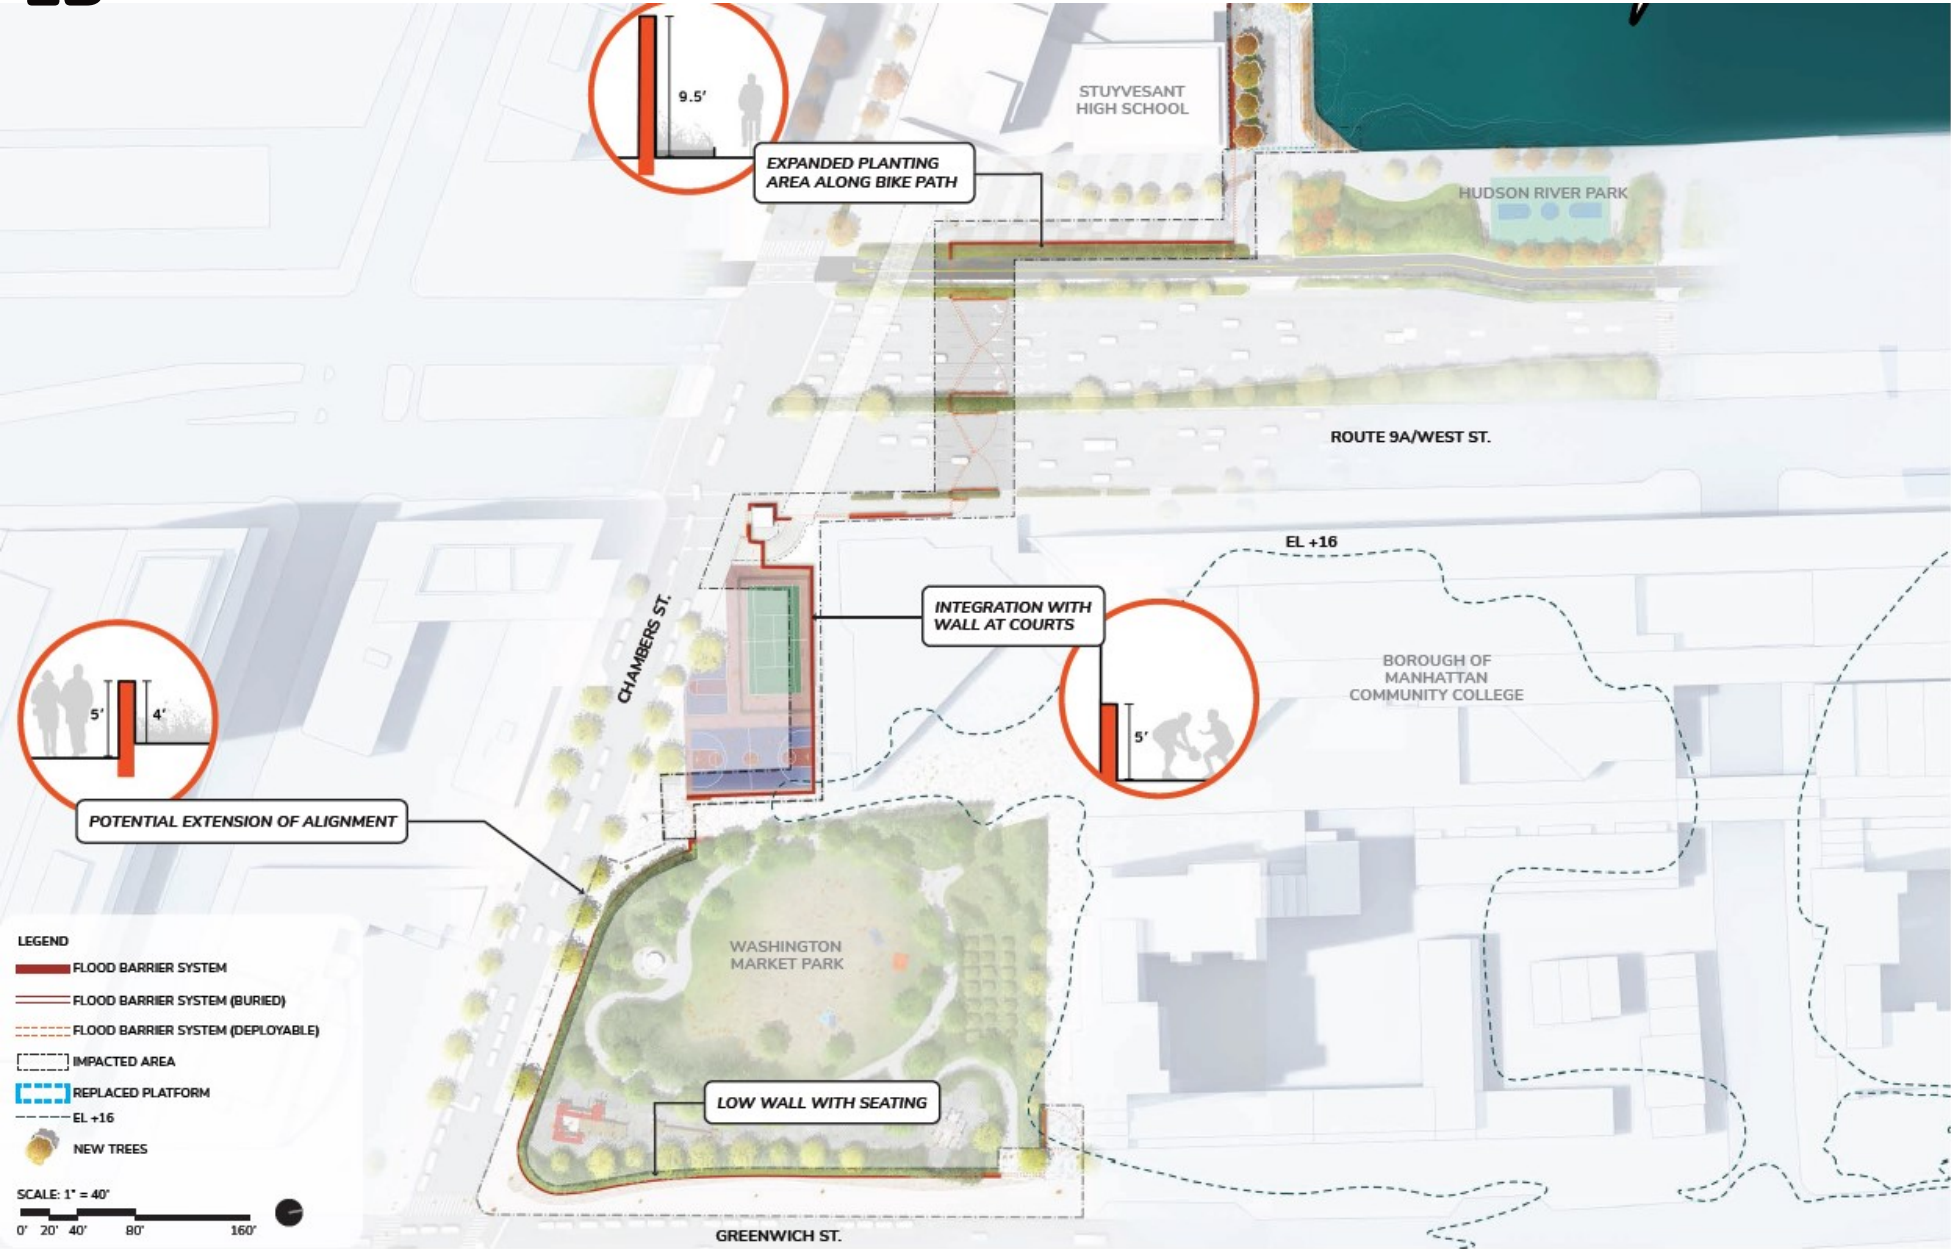 9.5'
STUYVESANT
HIGH SCHOOL
EXPANDED PLANTING
AREA ALONG BIKE PATH
HUDSON RIVER PARK
ROUTE 9A/WEST ST.
EL +16
CHAMBERS ST.
INTEGRATION WITH
WALL AT COURTS
5'
BOROUGH OF
MANHATTAN
COMMUNITY COLLEGE
5'
4'
POTENTIAL EXTENSION OF ALIGNMENT
WASHINGTON
MARKET PARK
LOW WALL WITH SEATING
GREENWICH ST.
LEGEND
FLOOD BARRIER SYSTEM
FLOOD BARRIER SYSTEM (BURIED)
FLOOD BARRIER SYSTEM (DEPLOYABLE)
IMPACTED AREA
REPLACED PLATFORM
EL +16
NEW TREES
SCALE: 1" = 40'
0' 20' 40' 80' 160'